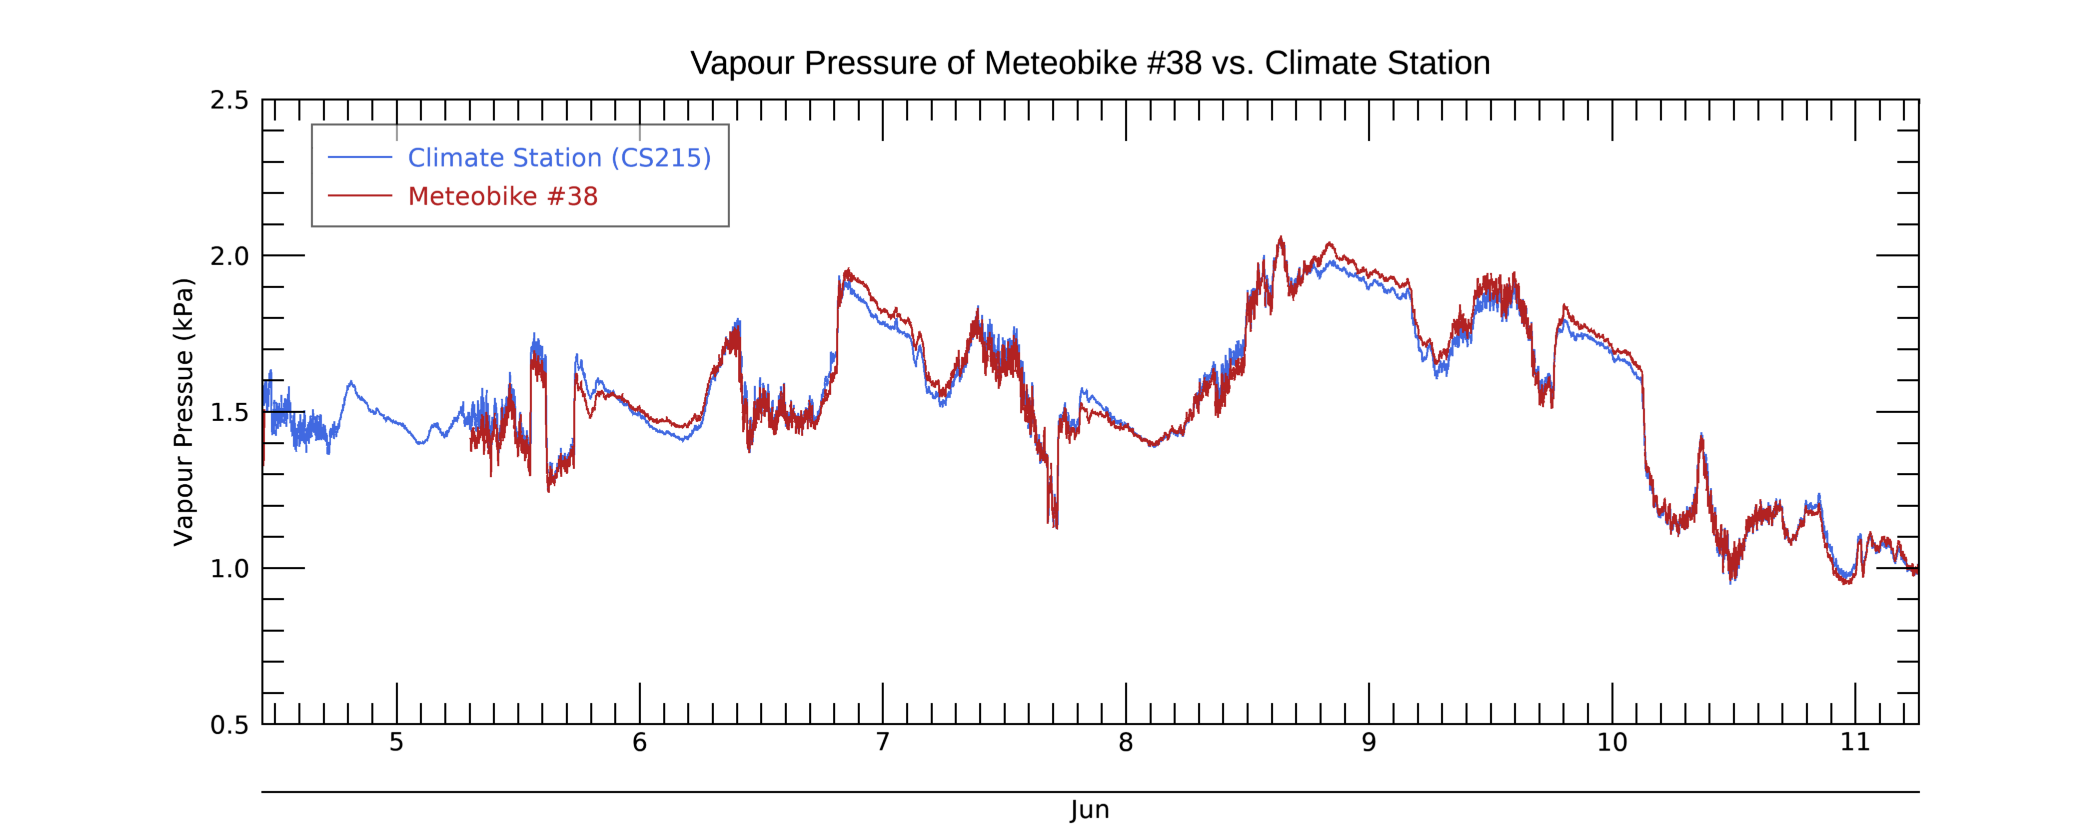 Vapour Pressure of Meteobike #38 vs. Climate Station
2.5
Climate Station (CS215)
Meteobike #38
2.0
Vapour Pressue (kPa)
1.5
1.0
0.5
5 6 7 8 9 10 11
Jun